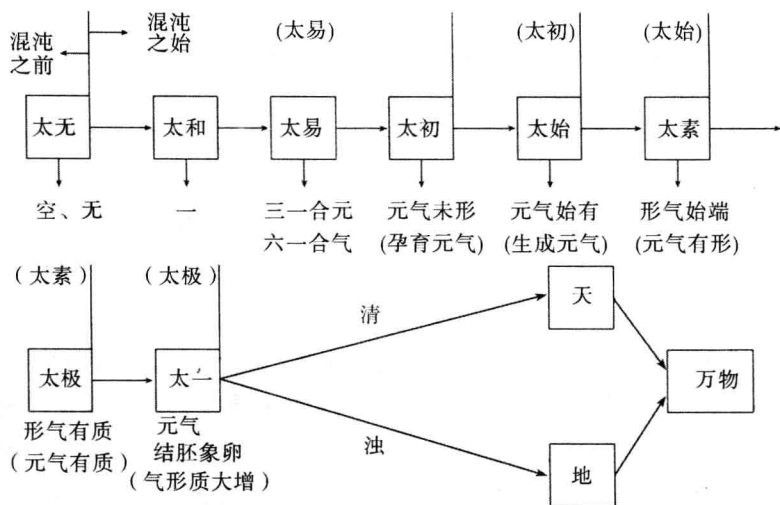 混沌
之前
混沌
之始
(太易)
(太初)
(太始)
太无
太和
太易
太初
太始
太素
空、无
一
三一合元
六一合气
元气未形
(孕育元气)
元气始有
(生成元气)
形气始端
(元气有形)
(太素)
(太极)
清
天
太极
太一
万物
形气有质
(元气有质)
元气
结胚象卵
(气形质大增)
浊
地